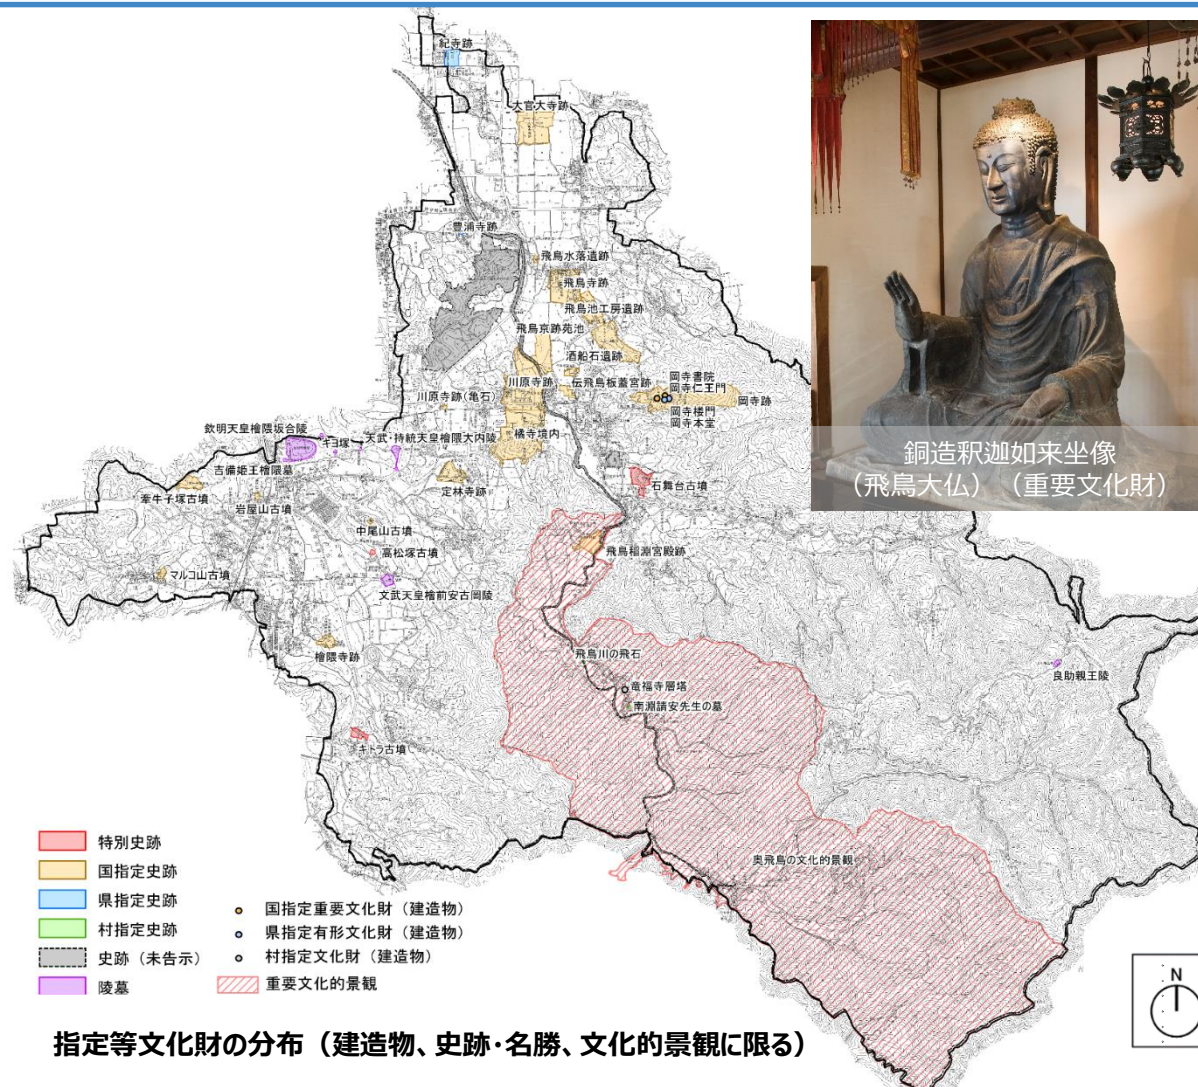 紀寺跡
大官大寺跡
豊浦寺跡
飛鳥水落遺跡
飛鳥寺跡
飛鳥池工房遺跡
飛鳥京跡苑池
酒船石遺跡
川原寺跡
伝飛鳥板蓋宮跡
岡寺書院
岡寺仁王門
岡寺跡
岡寺楼門
岡寺本堂
川原寺跡(亀石)
欽明天皇檜隈坂合陵
キヨ塚
天武・持統天皇檜隈大内陵
橘寺境内
吉備姫王檜隈墓
牽牛子塚古墳
岩屋山古墳
定林寺跡
石舞台古墳
中尾山古墳
高松塚古墳
飛鳥稲淵宮殿跡
マルコ山古墳
文武天皇檜前安古岡陵
檜隈寺跡
飛鳥川の飛石
良助親王陵
竜福寺層塔
南淵請安先生の墓
キトラ古墳
奥飛鳥の文化的景観
銅造釈迦如来坐像
（飛鳥大仏）（重要文化財）
特別史跡
国指定史跡
県指定史跡
村指定史跡
史跡（未告示）
陵墓
国指定重要文化財（建造物）
県指定有形文化財（建造物）
村指定文化財（建造物）
重要文化的景観
N
指定等文化財の分布（建造物、史跡・名勝、文化的景観に限る）